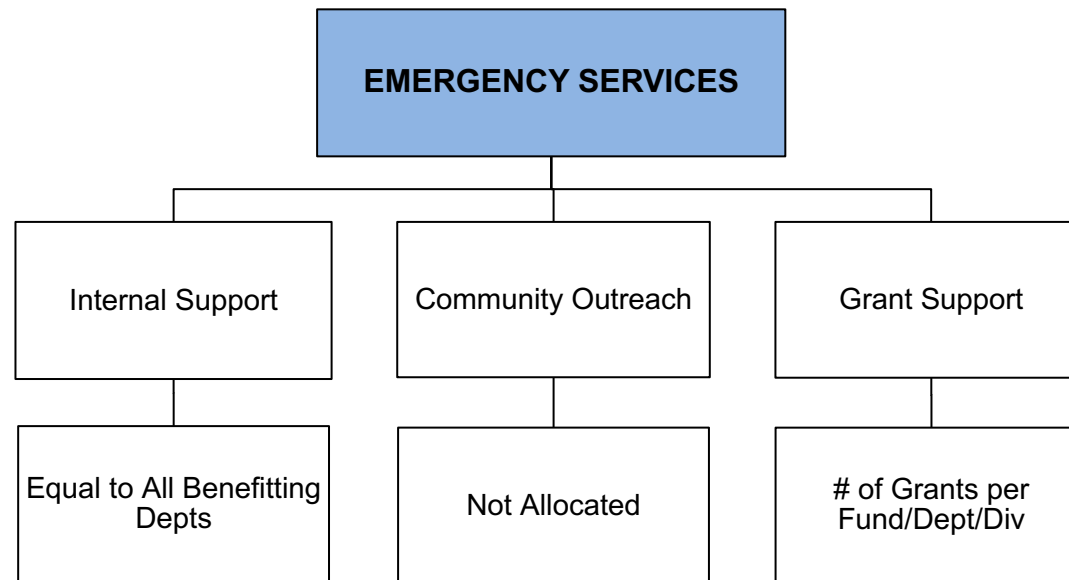 EMERGENCY SERVICES
Internal Support
Community Outreach
Grant Support
Equal to All Benefitting
Depts
Not Allocated
# of Grants per
Fund/Dept/Div